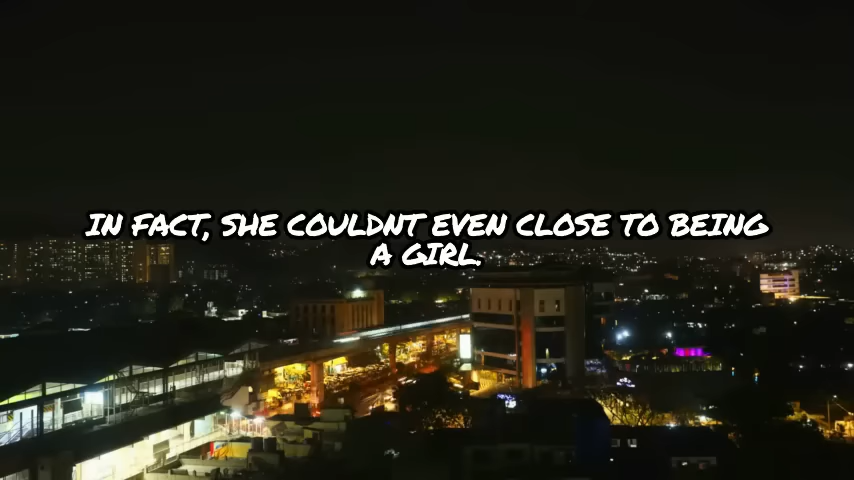 IN FACT, SHE COULDNT EVEN CLOSE TO BEING
A GIRL.